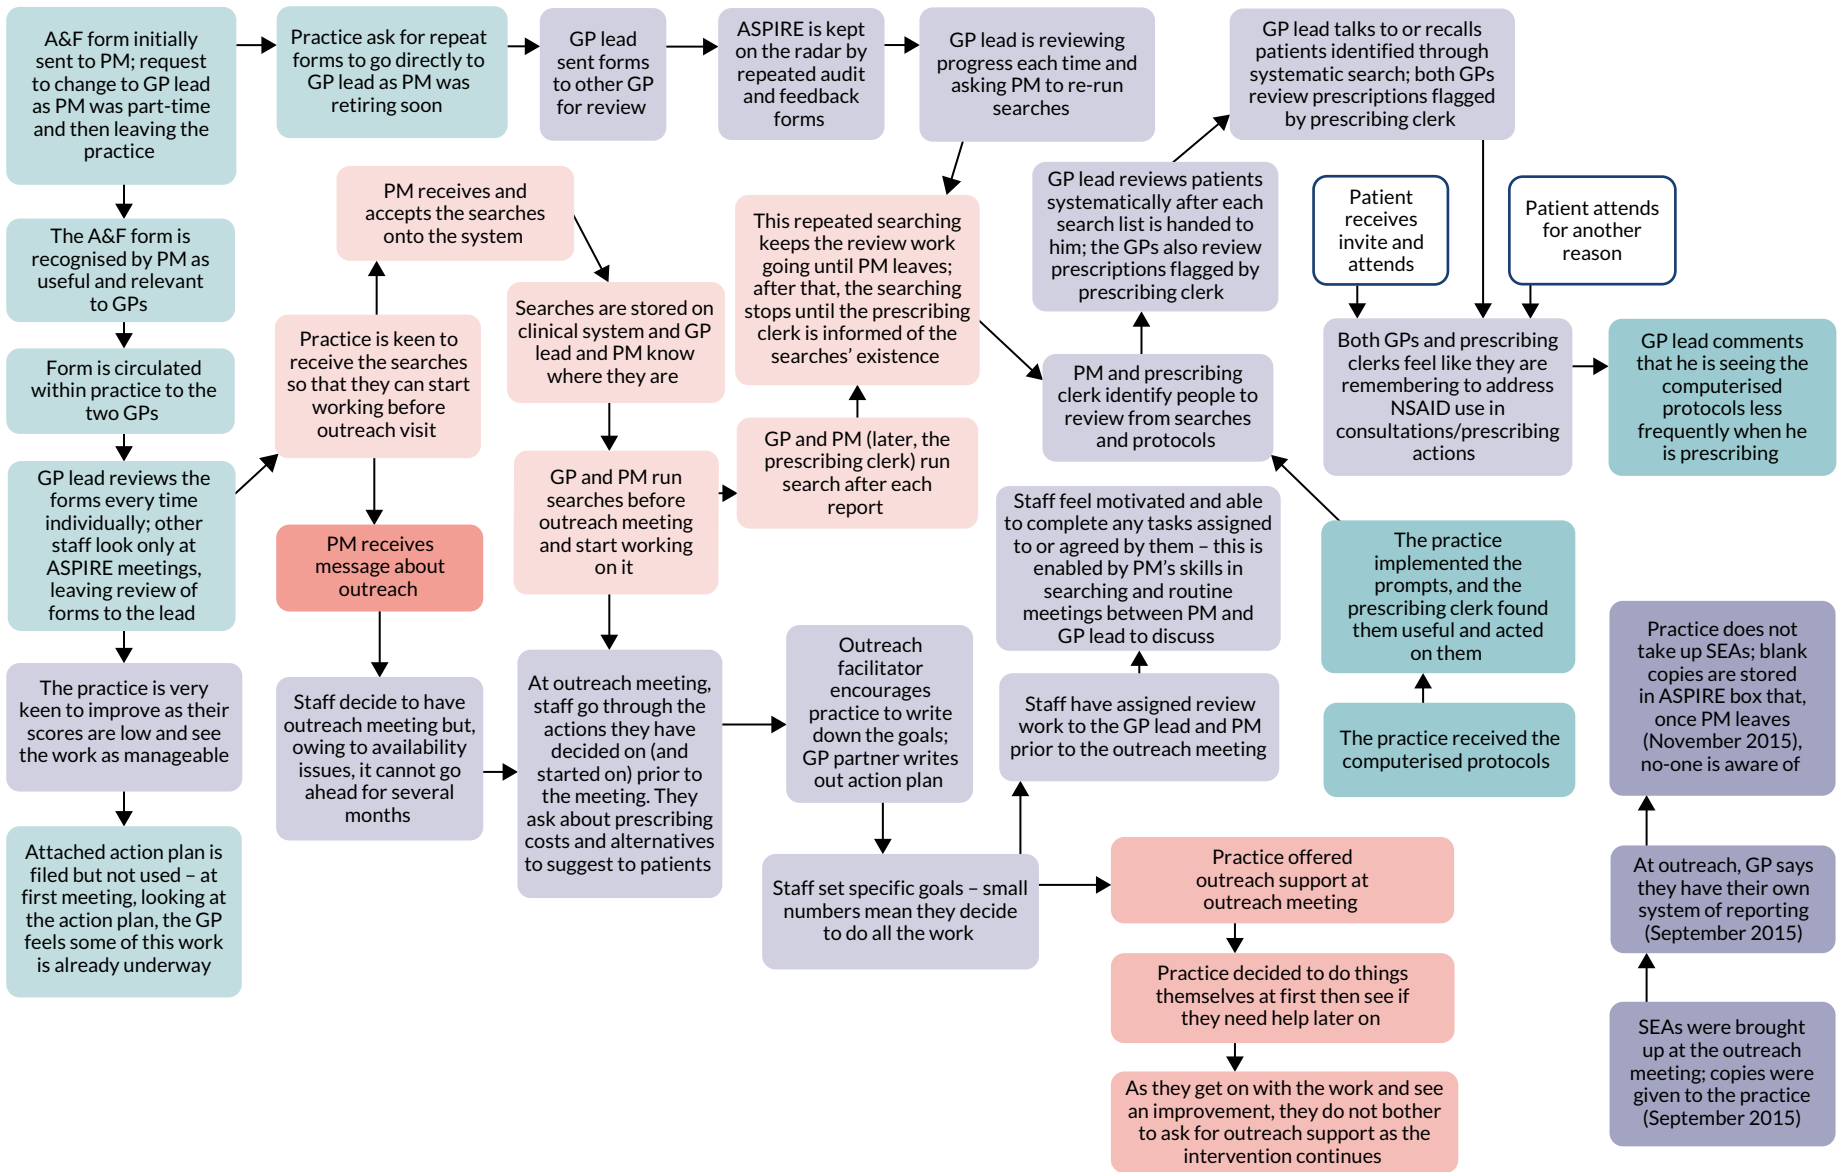 A&F form initially
sent to PM; request
to change to GP lead
as PM was part-time
and then leaving the
practice
Practice ask for repeat
forms to go directly to
GP lead as PM was
retiring soon
GP lead
sent forms
to other GP
for review
ASPIRE is kept
on the radar by
repeated audit
and feedback
forms
GP lead is reviewing
progress each time and
asking PM to re-run
searches
GP lead talks to or recalls
patients identified through
systematic search; both GPs
review prescriptions flagged
by prescribing clerk
The A&F form is
recognised by PM as
useful and relevant
to GPs
Form is circulated
within practice to the
two GPs
GP lead reviews the
forms every time
individually; other
staff look only at
ASPIRE meetings,
leaving review of
forms to the lead
The practice is very
keen to improve as their
scores are low and see
the work as manageable
Attached action plan is
filed but not used – at
first meeting, looking at
the action plan, the GP
feels some of this work
is already underway
PM receives and
accepts the searches
onto the system
Practice is keen to
receive the searches
so that they can start
working before
outreach visit
PM receives
message about
outreach
Staff decide to have
outreach meeting but,
owing to availability
issues, it cannot go
ahead for several
months
Searches are stored on
clinical system and GP
lead and PM know
where they are
GP and PM run
searches before
outreach meeting
and start working
on it
At outreach meeting,
staff go through the
actions they have
decided on (and
started on) prior to
the meeting. They
ask about prescribing
costs and alternatives
to suggest to patients
This repeated searching
keeps the review work
going until PM leaves;
after that, the searching
stops until the prescribing
clerk is informed of the
searches' existence
GP and PM (later, the
prescribing clerk) run
search after each
report
Outreach
facilitator
encourages
practice to write
down the goals;
GP partner writes
out action plan
Staff set specific goals – small
numbers mean they decide
to do all the work
GP lead reviews patients
systematically after each
search list is handed to
him; the GPs also review
prescriptions flagged by
prescribing clerk
PM and prescribing
clerk identify people to
review from searches
and protocols
Staff feel motivated and able
to complete any tasks assigned
to or agreed by them – this is
enabled by PM's skills in
searching and routine
meetings between PM and
GP lead to discuss
Staff have assigned review
work to the GP lead and PM
prior to the outreach meeting
Practice offered
outreach support at
outreach meeting
Practice decided to do things
themselves at first then see if
they need help later on
As they get on with the work and see
an improvement, they do not bother
to ask for outreach support as the
intervention continues
Patient
receives
invite and
attends
Patient attends
for another
reason
Both GPs and prescribing
clerks feel like they are
remembering to address
NSAID use in
consultations/prescribing
actions
GP lead comments
that he is seeing the
computerised
protocols less
frequently when he
is prescribing
The practice
implemented the
prompts, and the
prescribing clerk found
them useful and acted
on them
The practice received the
computerised protocols
Practice does not
take up SEAs; blank
copies are stored
in ASPIRE box that,
once PM leaves
(November 2015),
no-one is aware of
At outreach, GP says
they have their own
system of reporting
(September 2015)
SEAs were brought
up at the outreach
meeting; copies were
given to the practice
(September 2015)